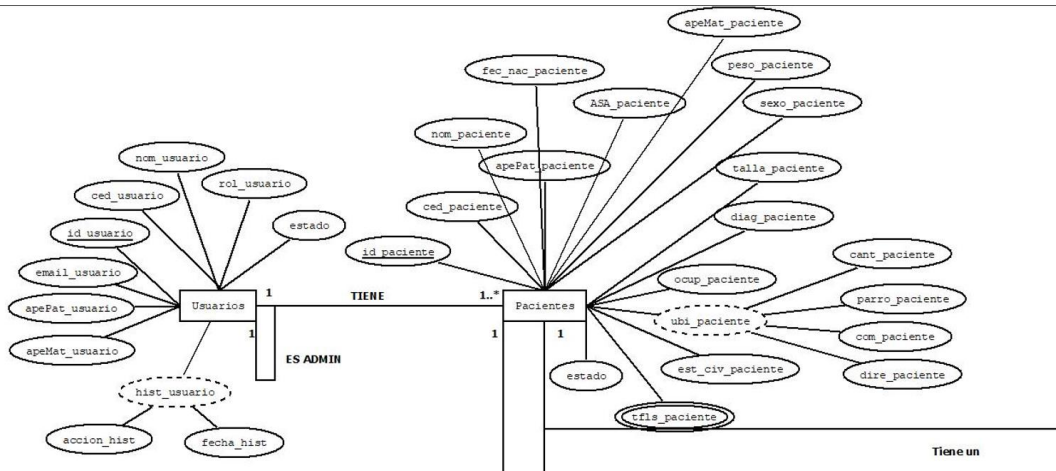 apeMat_paciente
fec_nac_paciente
peso_paciente
ASA_paciente
sexo_paciente
nom_paciente
nom_usuario
apePat_paciente
talla_paciente
rol_usuario
ced_usuario
ced_paciente
diag_paciente
id_usuario
estado
id_paciente
email_usuario
ocup_paciente
cant_paciente
apePat_usuario
Usuarios
1
TIENE
1..*
Pacientes
ubi_paciente
parro_paciente
1
1
1
com_paciente
apeMat_usuario
ES ADMIN
estado
est_civ_paciente
dire_paciente
hist_usuario
tfls_paciente
accion_hist
fecha_hist
Tiene un